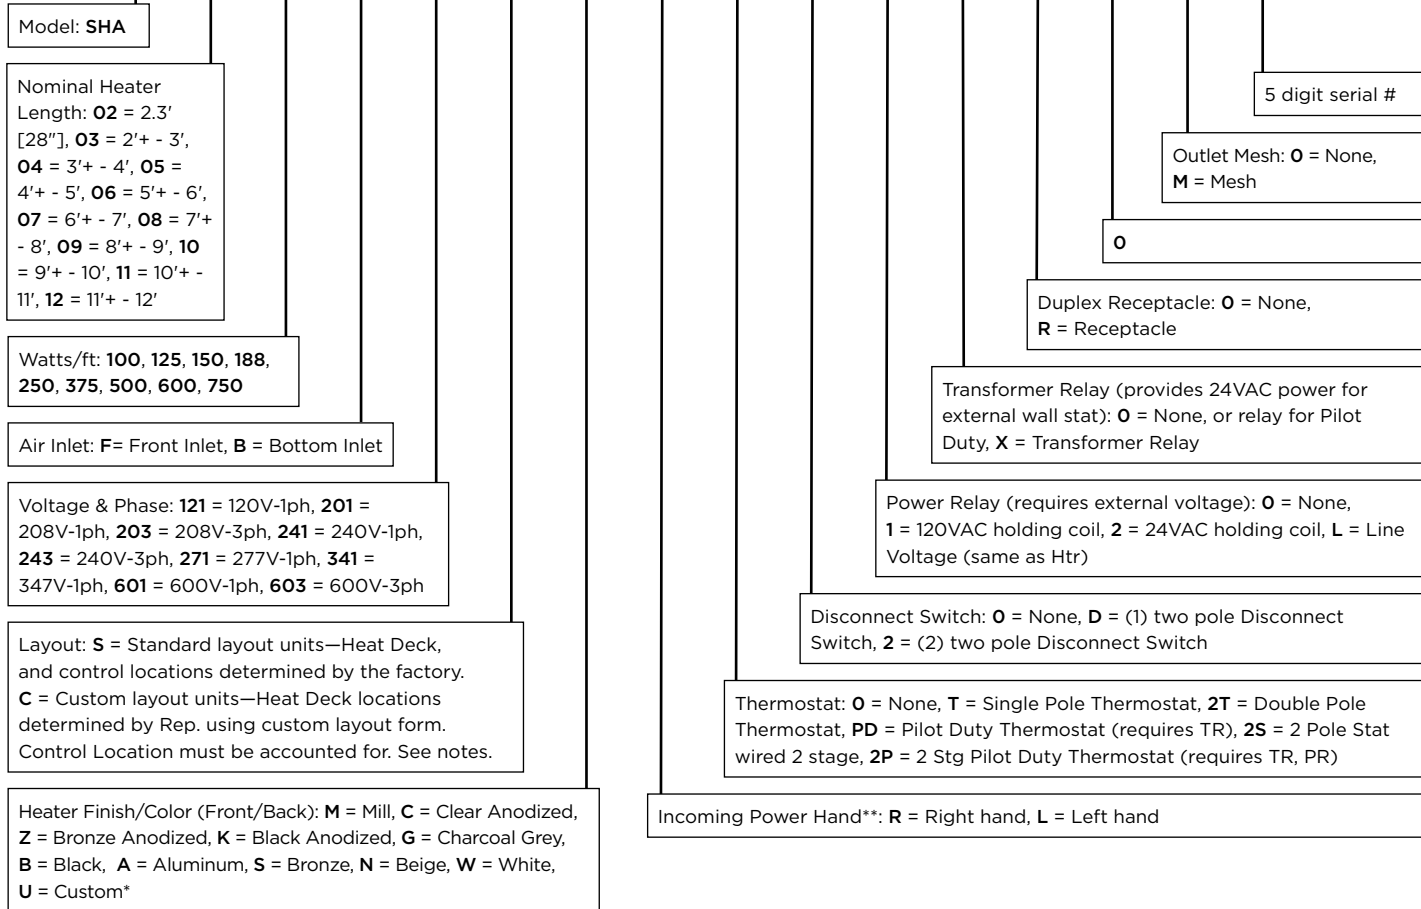 Model: SHA
Nominal Heater
Length: 02 = 2.3'
[28"], 03 = 2'+ - 3',
04 = 3'+ - 4', 05 =
4'+ - 5', 06 = 5'+ - 6',
07 = 6'+ - 7', 08 = 7'+
- 8', 09 = 8'+ - 9', 10
= 9'+ - 10', 11 = 10'+ -
11', 12 = 11'+ - 12'
Watts/ft: 100, 125, 150, 188,
250, 375, 500, 600, 750
Air Inlet: F= Front Inlet, B = Bottom Inlet
Voltage & Phase: 121 = 120V-1ph, 201 =
208V-1ph, 203 = 208V-3ph, 241 = 240V-1ph,
243 = 240V-3ph, 271 = 277V-1ph, 341 =
347V-1ph, 601 = 600V-1ph, 603 = 600V-3ph
Layout: S = Standard layout units—Heat Deck,
and control locations determined by the factory.
C = Custom layout units—Heat Deck locations
determined by Rep. using custom layout form.
Control Location must be accounted for. See notes.
Heater Finish/Color (Front/Back): M = Mill, C = Clear Anodized,
Z = Bronze Anodized, K = Black Anodized, G = Charcoal Grey,
B = Black, A = Aluminum, S = Bronze, N = Beige, W = White,
U = Custom*
5 digit serial #
Outlet Mesh: 0 = None,
M = Mesh
0
Duplex Receptacle: 0 = None,
R = Receptacle
Transformer Relay (provides 24VAC power for
external wall stat): 0 = None, or relay for Pilot
Duty, X = Transformer Relay
Power Relay (requires external voltage): 0 = None,
1 = 120VAC holding coil, 2 = 24VAC holding coil, L = Line
Voltage (same as Htr)
Disconnect Switch: 0 = None, D = (1) two pole Disconnect
Switch, 2 = (2) two pole Disconnect Switch
Thermostat: 0 = None, T = Single Pole Thermostat, 2T = Double Pole
Thermostat, PD = Pilot Duty Thermostat (requires TR), 2S = 2 Pole Stat
wired 2 stage, 2P = 2 Stg Pilot Duty Thermostat (requires TR, PR)
Incoming Power Hand**: R = Right hand, L = Left hand